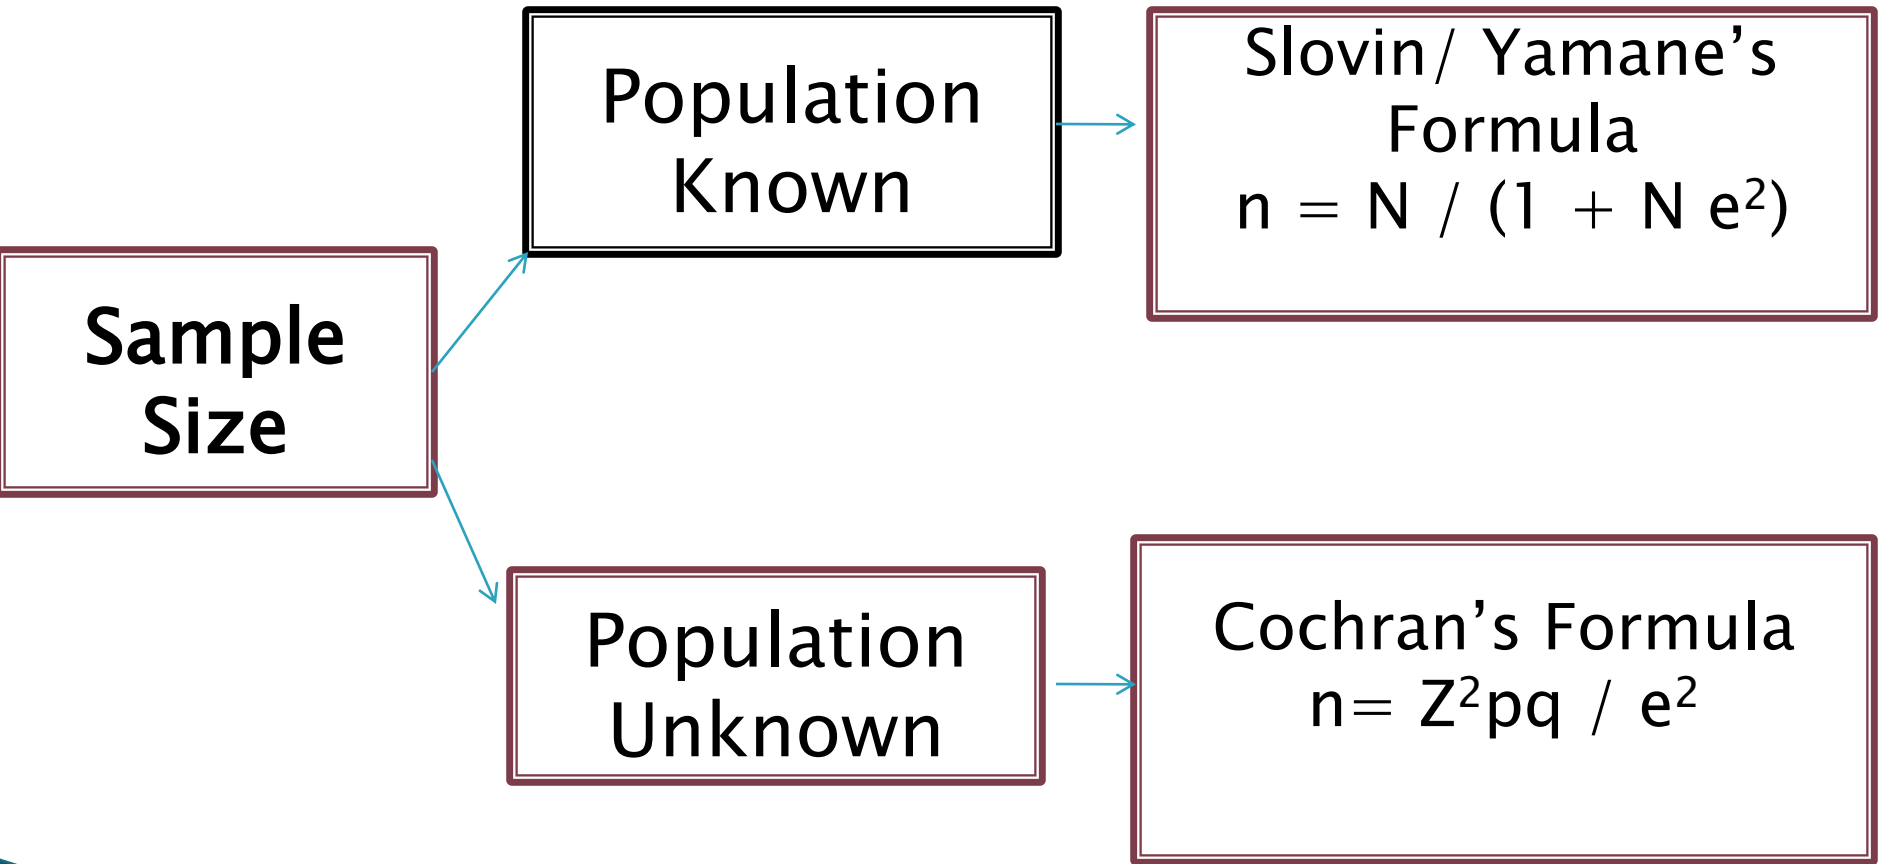 Sample
Size
Population
Known
Slovin/ Yamane’s
Formula
n = N / (1 + N e²)
Population
Unknown
Cochran’s Formula
n= Z²pq / e²